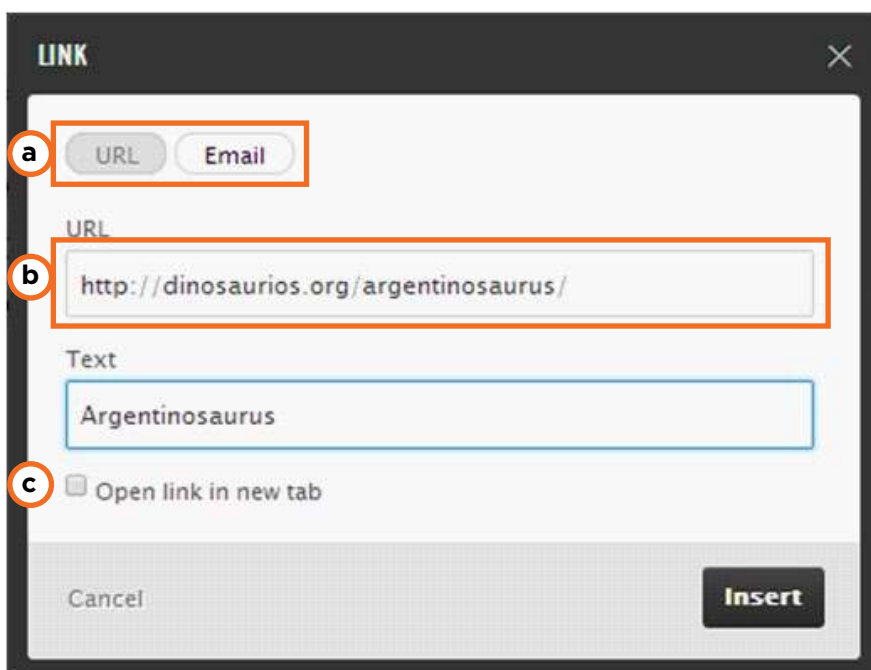 LINK
a
URL Email
URL
b
http://dinosaurios.org/argentinosaurus/
Text
Argentinosaurus
c
Open link in new tab
Cancel
Insert